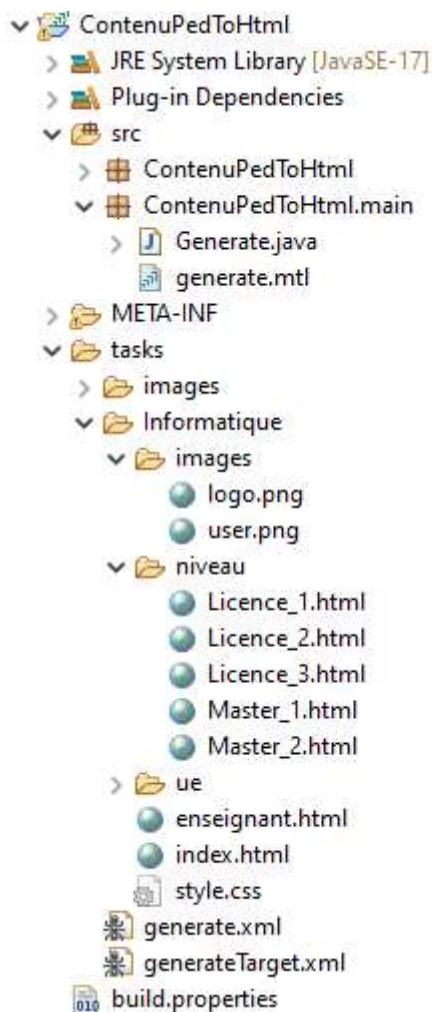 ContenuPedToHtml
JRE System Library [JavaSE-17]
Plug-in Dependencies
src
ContenuPedToHtml
ContenuPedToHtml.main
Generate.java
generate.mtl
META-INF
tasks
images
Informatique
images
logo.png
user.png
niveau
Licence_1.html
Licence_2.html
Licence_3.html
Master_1.html
Master_2.html
ue
enseignant.html
index.html
style.css
generate.xml
generateTarget.xml
build.properties